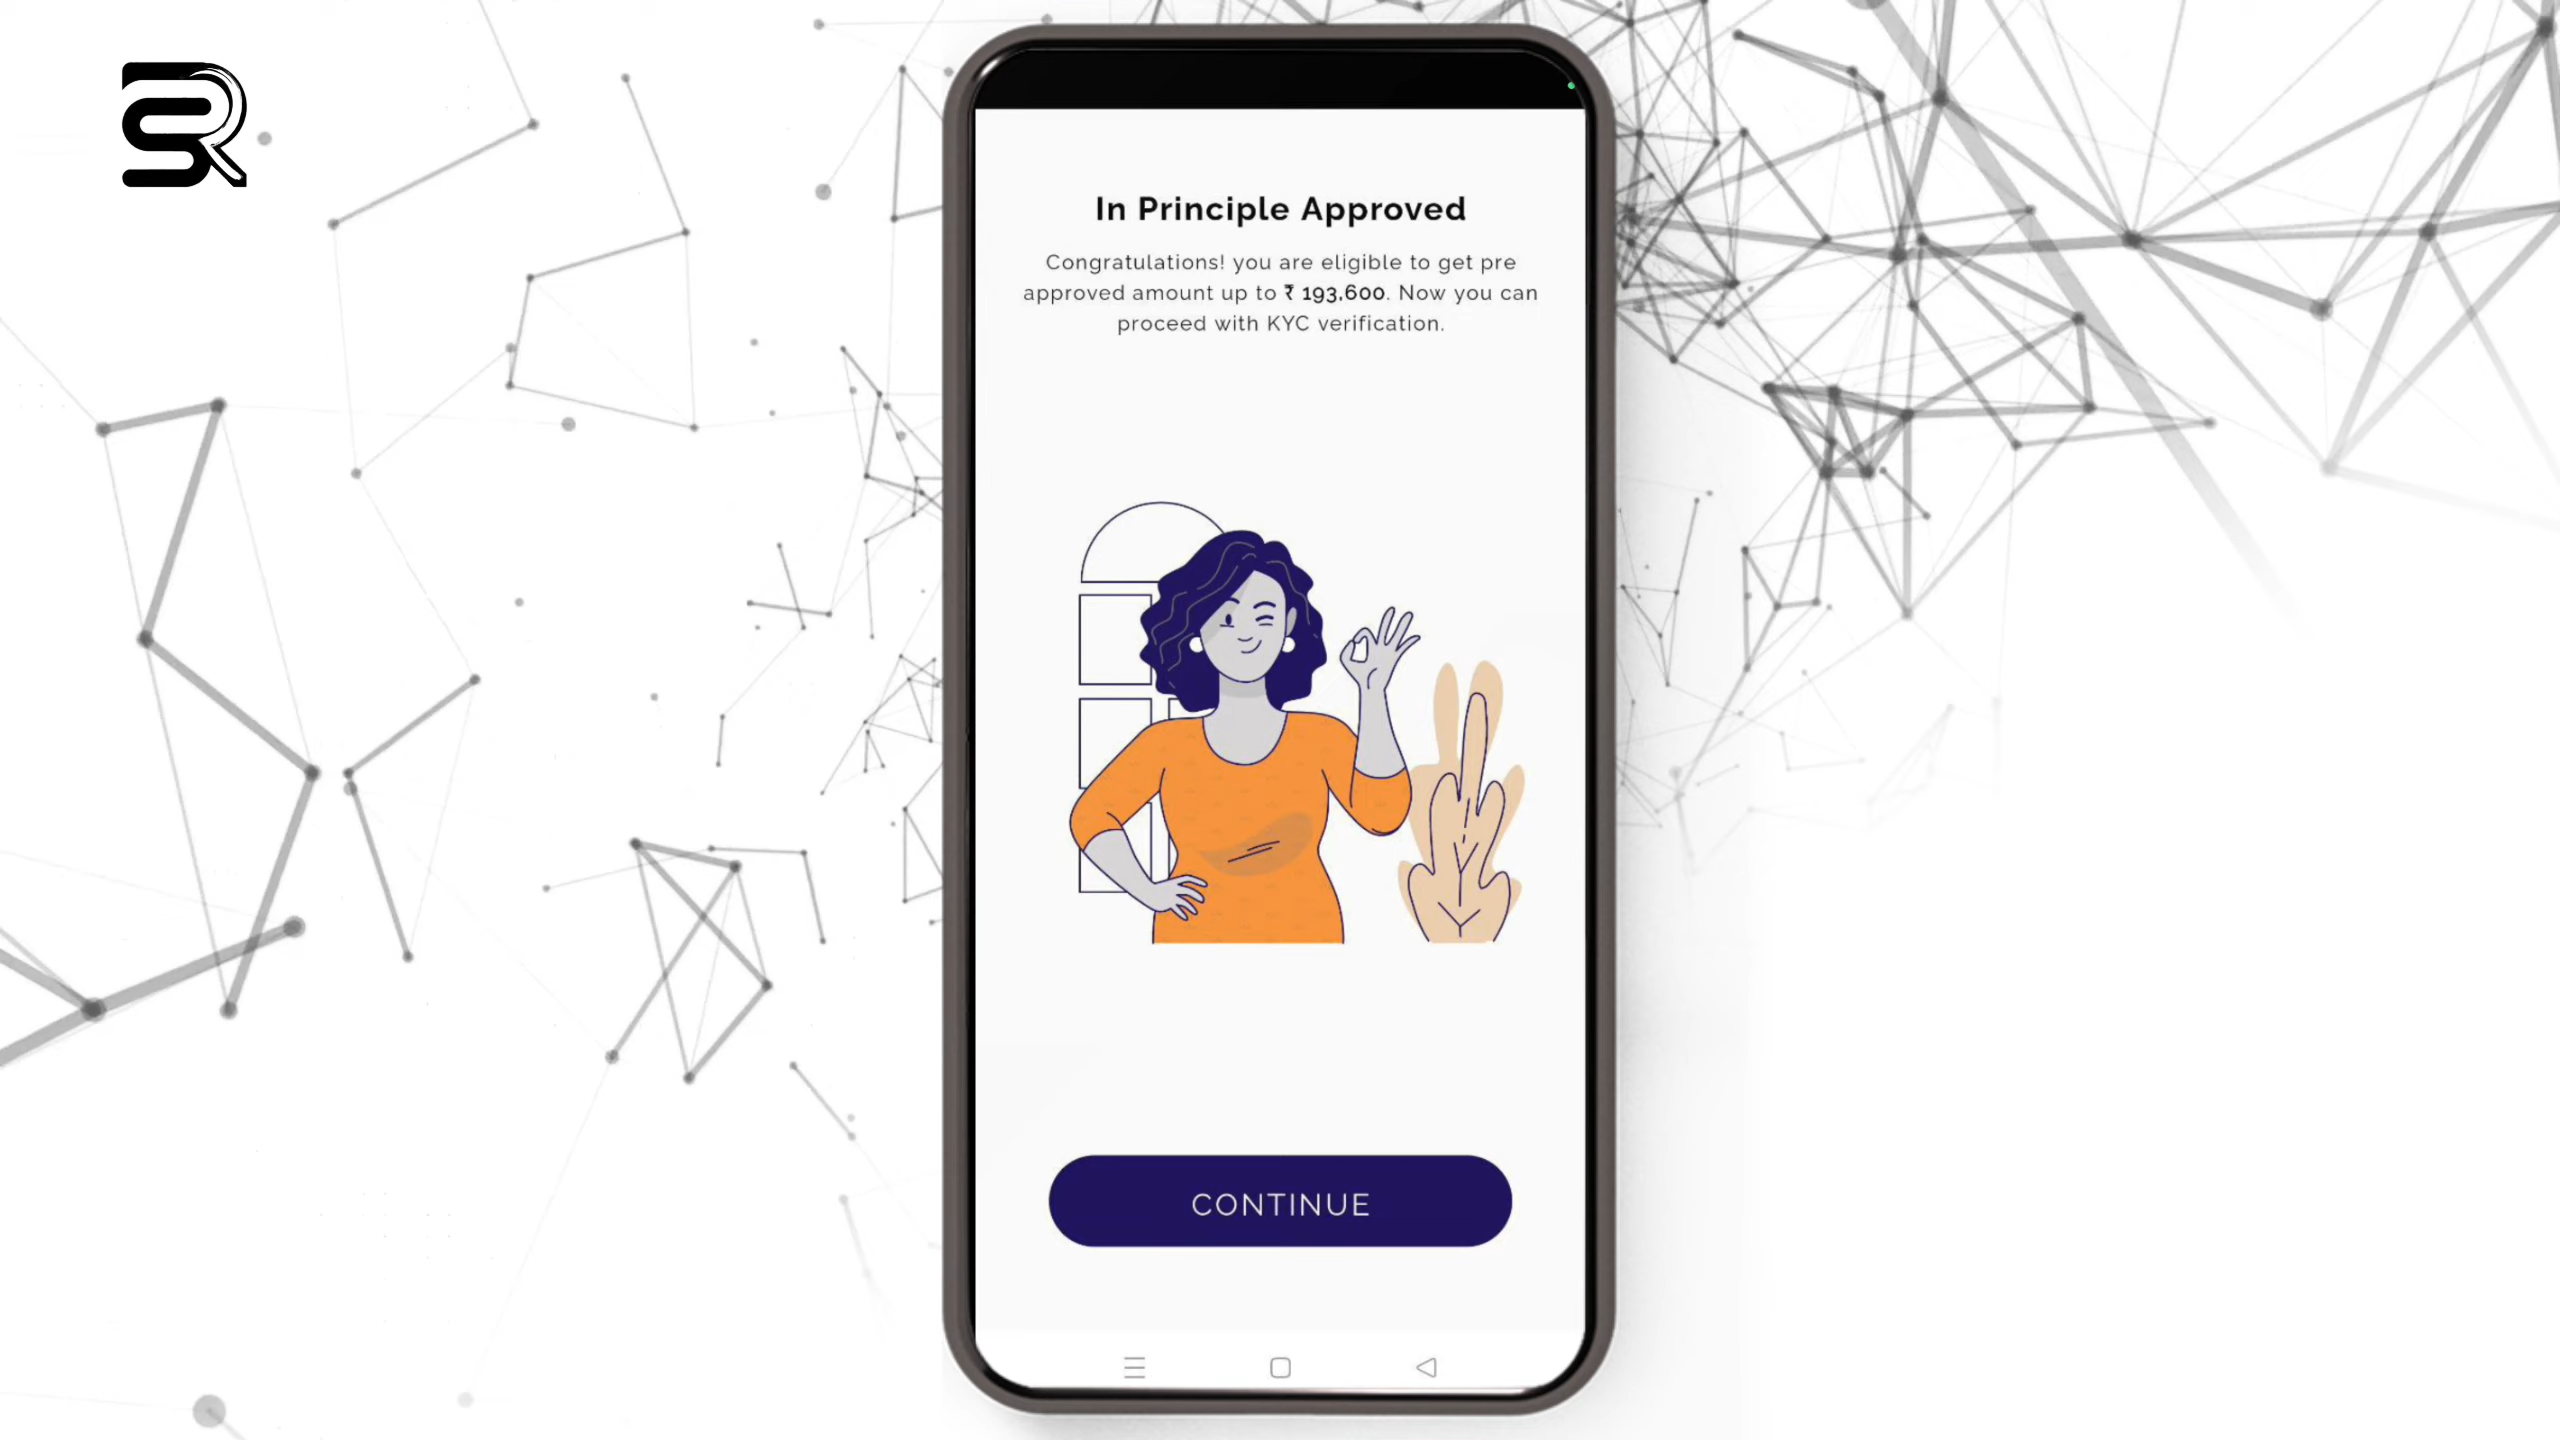 SR
In Principle Approved
Congratulations! you are eligible to get pre
approved amount up to ₹ 193,600. Now you can
proceed with KYC verification.
CONTINUE